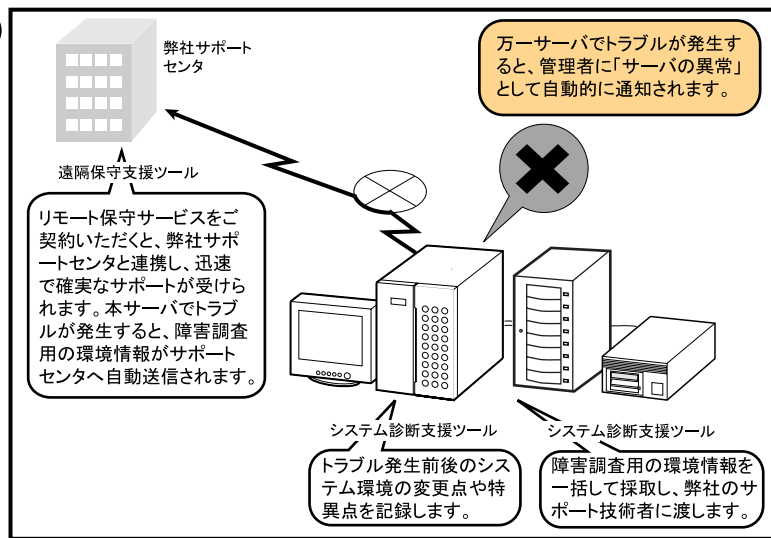 弊社サポート
センタ
万一サーバでトラブルが発生す
ると、管理者に「サーバの異常」
として自動的に通知されます。
遠隔保守支援ツール
リモート保守サービスをご
契約いただくと、弊社サポ
ートセンタと連携し、迅速
で確実なサポートが受けら
れます。本サーバでトラブ
ルが発生すると、障害調査
用の環境情報がサポート
センタへ自動送信されます。
システム診断支援ツール
トラブル発生前後のシス
テム環境の変更点や特
異点を記録します。
システム診断支援ツール
障害調査用の環境情報を
一括して採取し、弊社のサ
ポート技術者に渡します。